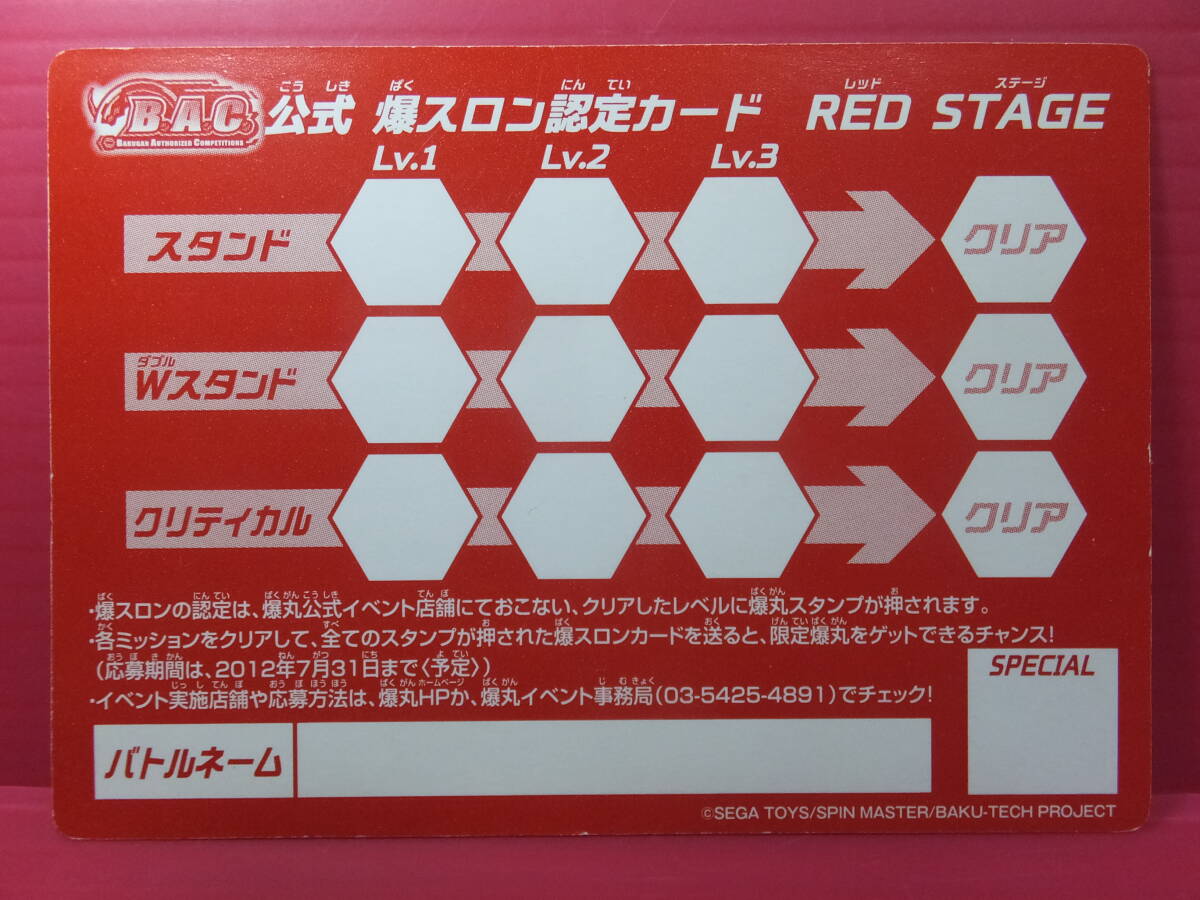 B.A.C.
BAKUGAN AUTHORIZED COMPETITIONS
こうしき ばく にんてい レッド ステージ
公式 爆スロン認定カード RED STAGE
Lv.1 Lv.2 Lv.3
スタンド クリア
ダブル
Wスタンド クリア
クリティカル クリア
ばく にんてい ばくがんこうしき てんぽ ばくがん お
・爆スロンの認定は、爆丸公式イベント店舗にておこない、クリアしたレベルに爆丸スタンプが押されます。
かく すべ お ばく おく げんていばくがん
・各ミッションをクリアして、全てのスタンプが押された爆スロンカードを送ると、限定爆丸をゲットできるチャンス!
おうぼきかん ねん がつ にち よてい
(応募期間は、2012年7月31日まで〈予定〉)
じっしてんぽ おうぼほうほう ばくがんホームページ ばくがん じむきょく
・イベント実施店舗や応募方法は、爆丸HPか、爆丸イベント事務局(03-5425-4891)でチェック!
SPECIAL
バトルネーム
©SEGA TOYS/SPIN MASTER/BAKU-TECH PROJECT